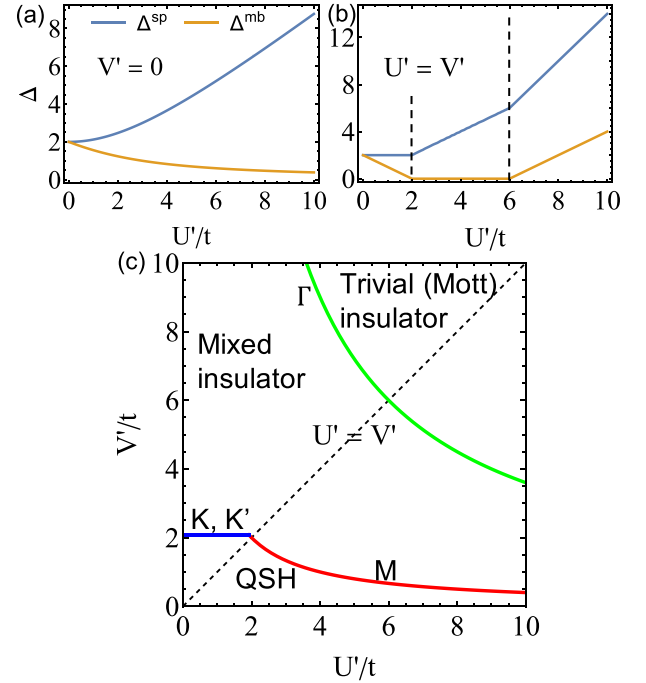 (a) Δˢᵖ Δᵐᵇ
V' = 0
Δ
8
6
4
2
0
0 2 4 6 8 10
U'/t
(b)
U' = V'
12
8
4
0
0 2 4 6 8 10
U'/t
(c)
Γ
Trivial (Mott)
insulator
Mixed
insulator
U' = V'
K, K'
QSH
M
V'/t
10
8
6
4
2
0
0 2 4 6 8 10
U'/t